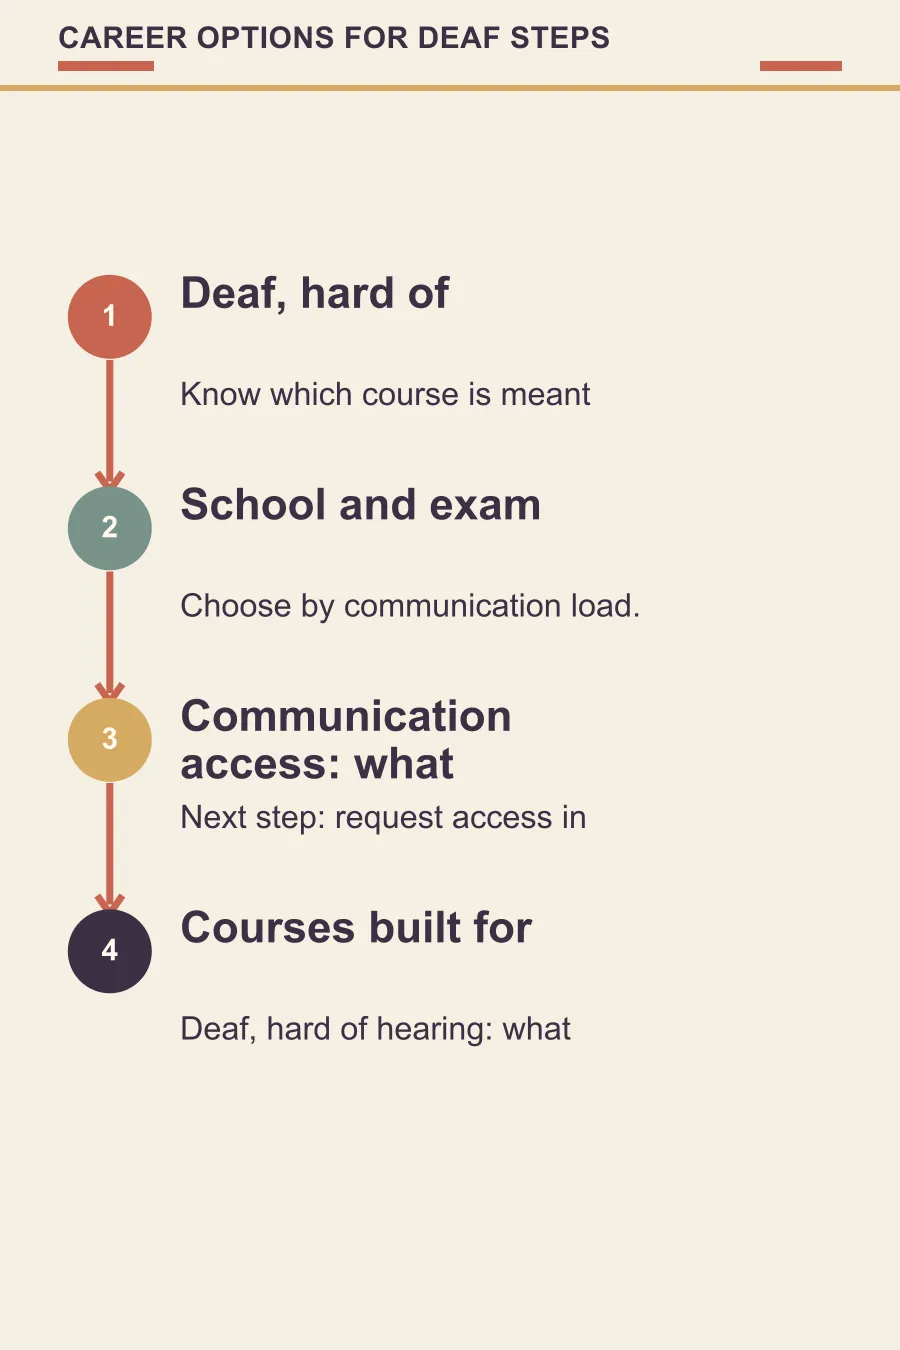 CAREER OPTIONS FOR DEAF STEPS
1
Deaf, hard of
Know which course is meant
2
School and exam
Choose by communication load.
3
Communication
access: what
Next step: request access in
4
Courses built for
Deaf, hard of hearing: what